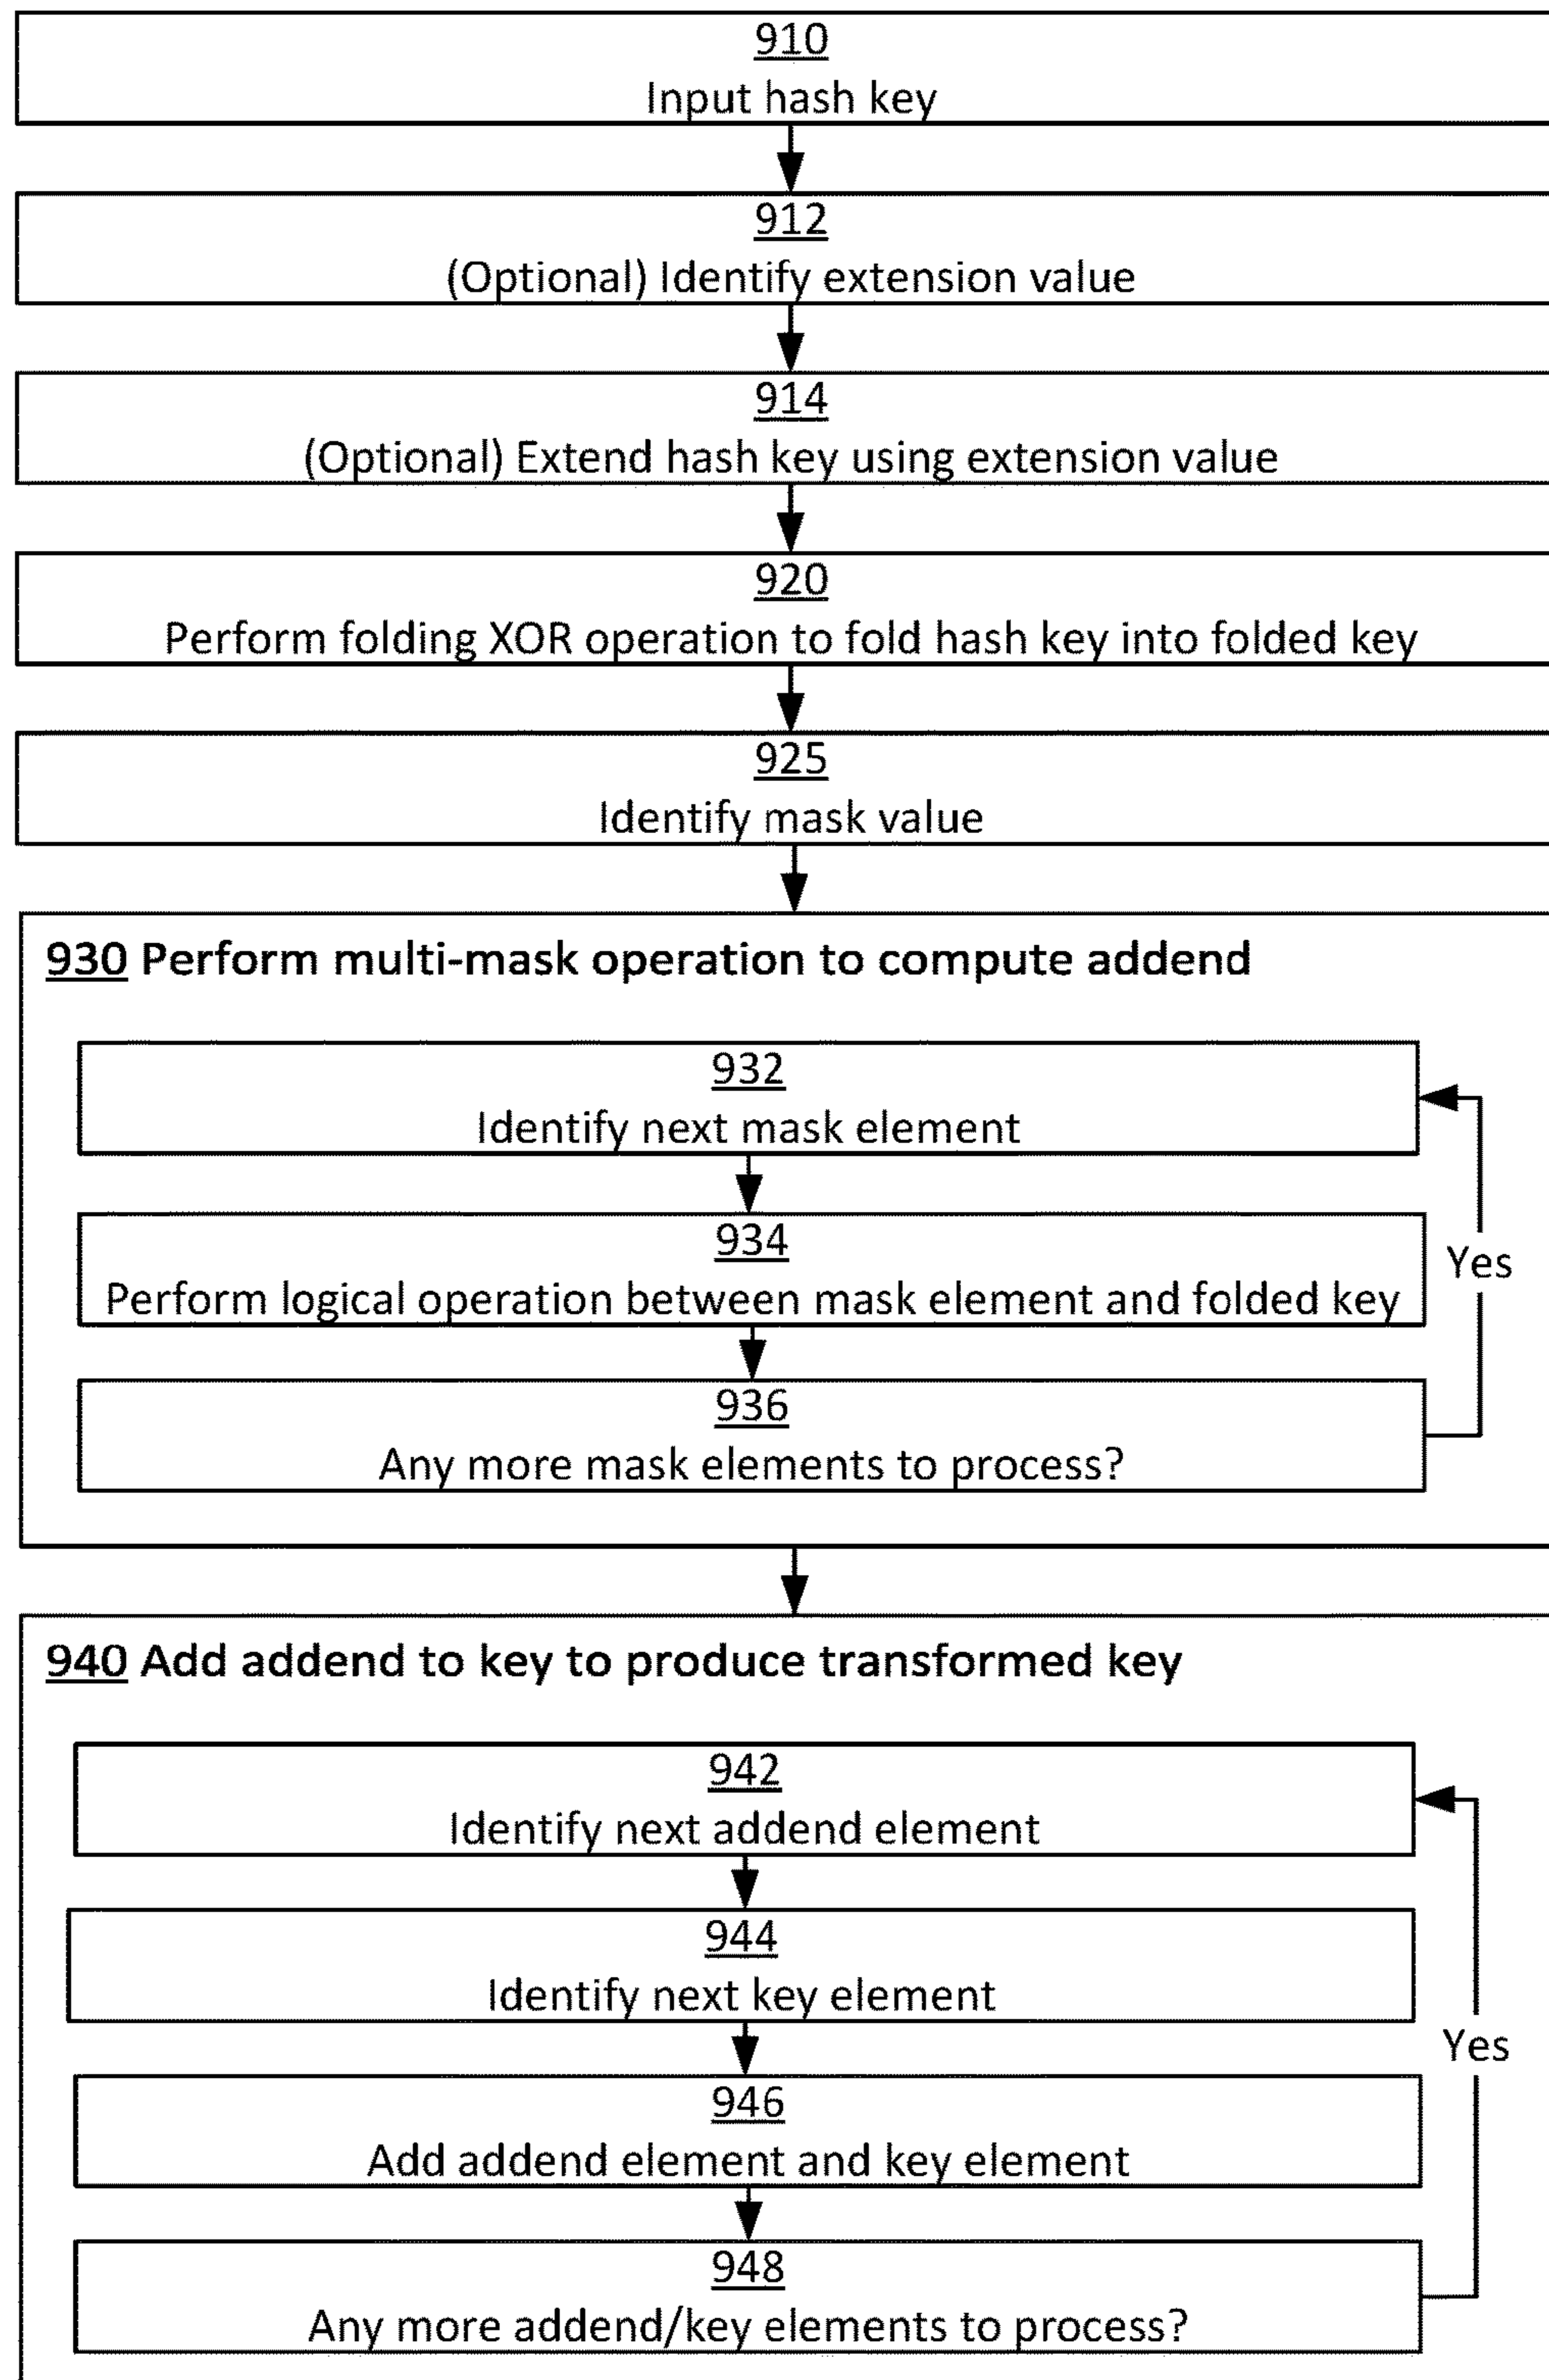 910
Input hash key
912
(Optional) Identify extension value
914
(Optional) Extend hash key using extension value
920
Perform folding XOR operation to fold hash key into folded key
925
Identify mask value
930 Perform multi-mask operation to compute addend
932
Identify next mask element
934
Perform logical operation between mask element and folded key
Yes
936
Any more mask elements to process?
940 Add addend to key to produce transformed key
942
Identify next addend element
944
Identify next key element
Yes
946
Add addend element and key element
948
Any more addend/key elements to process?